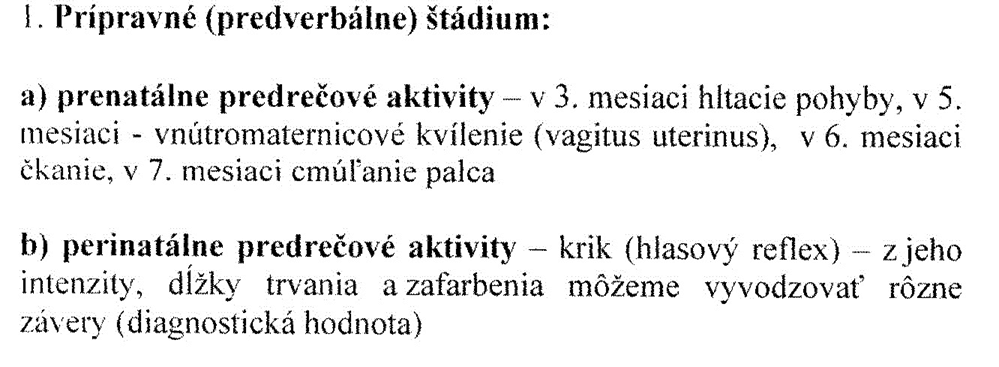 1. Prípravné (predverbálne) štádium:
a) prenatálne predrečové aktivity – v 3. mesiaci hltacie pohyby, v 5.
mesiaci - vnútromaternicové kvílenie (vagitus uterinus), v 6. mesiaci
čkanie, v 7. mesiaci cmúľanie palca
b) perinatálne predrečové aktivity – krik (hlasový reflex) – z jeho
intenzity, dĺžky trvania a zafarbenia môžeme vyvodzovať rôzne
závery (diagnostická hodnota)